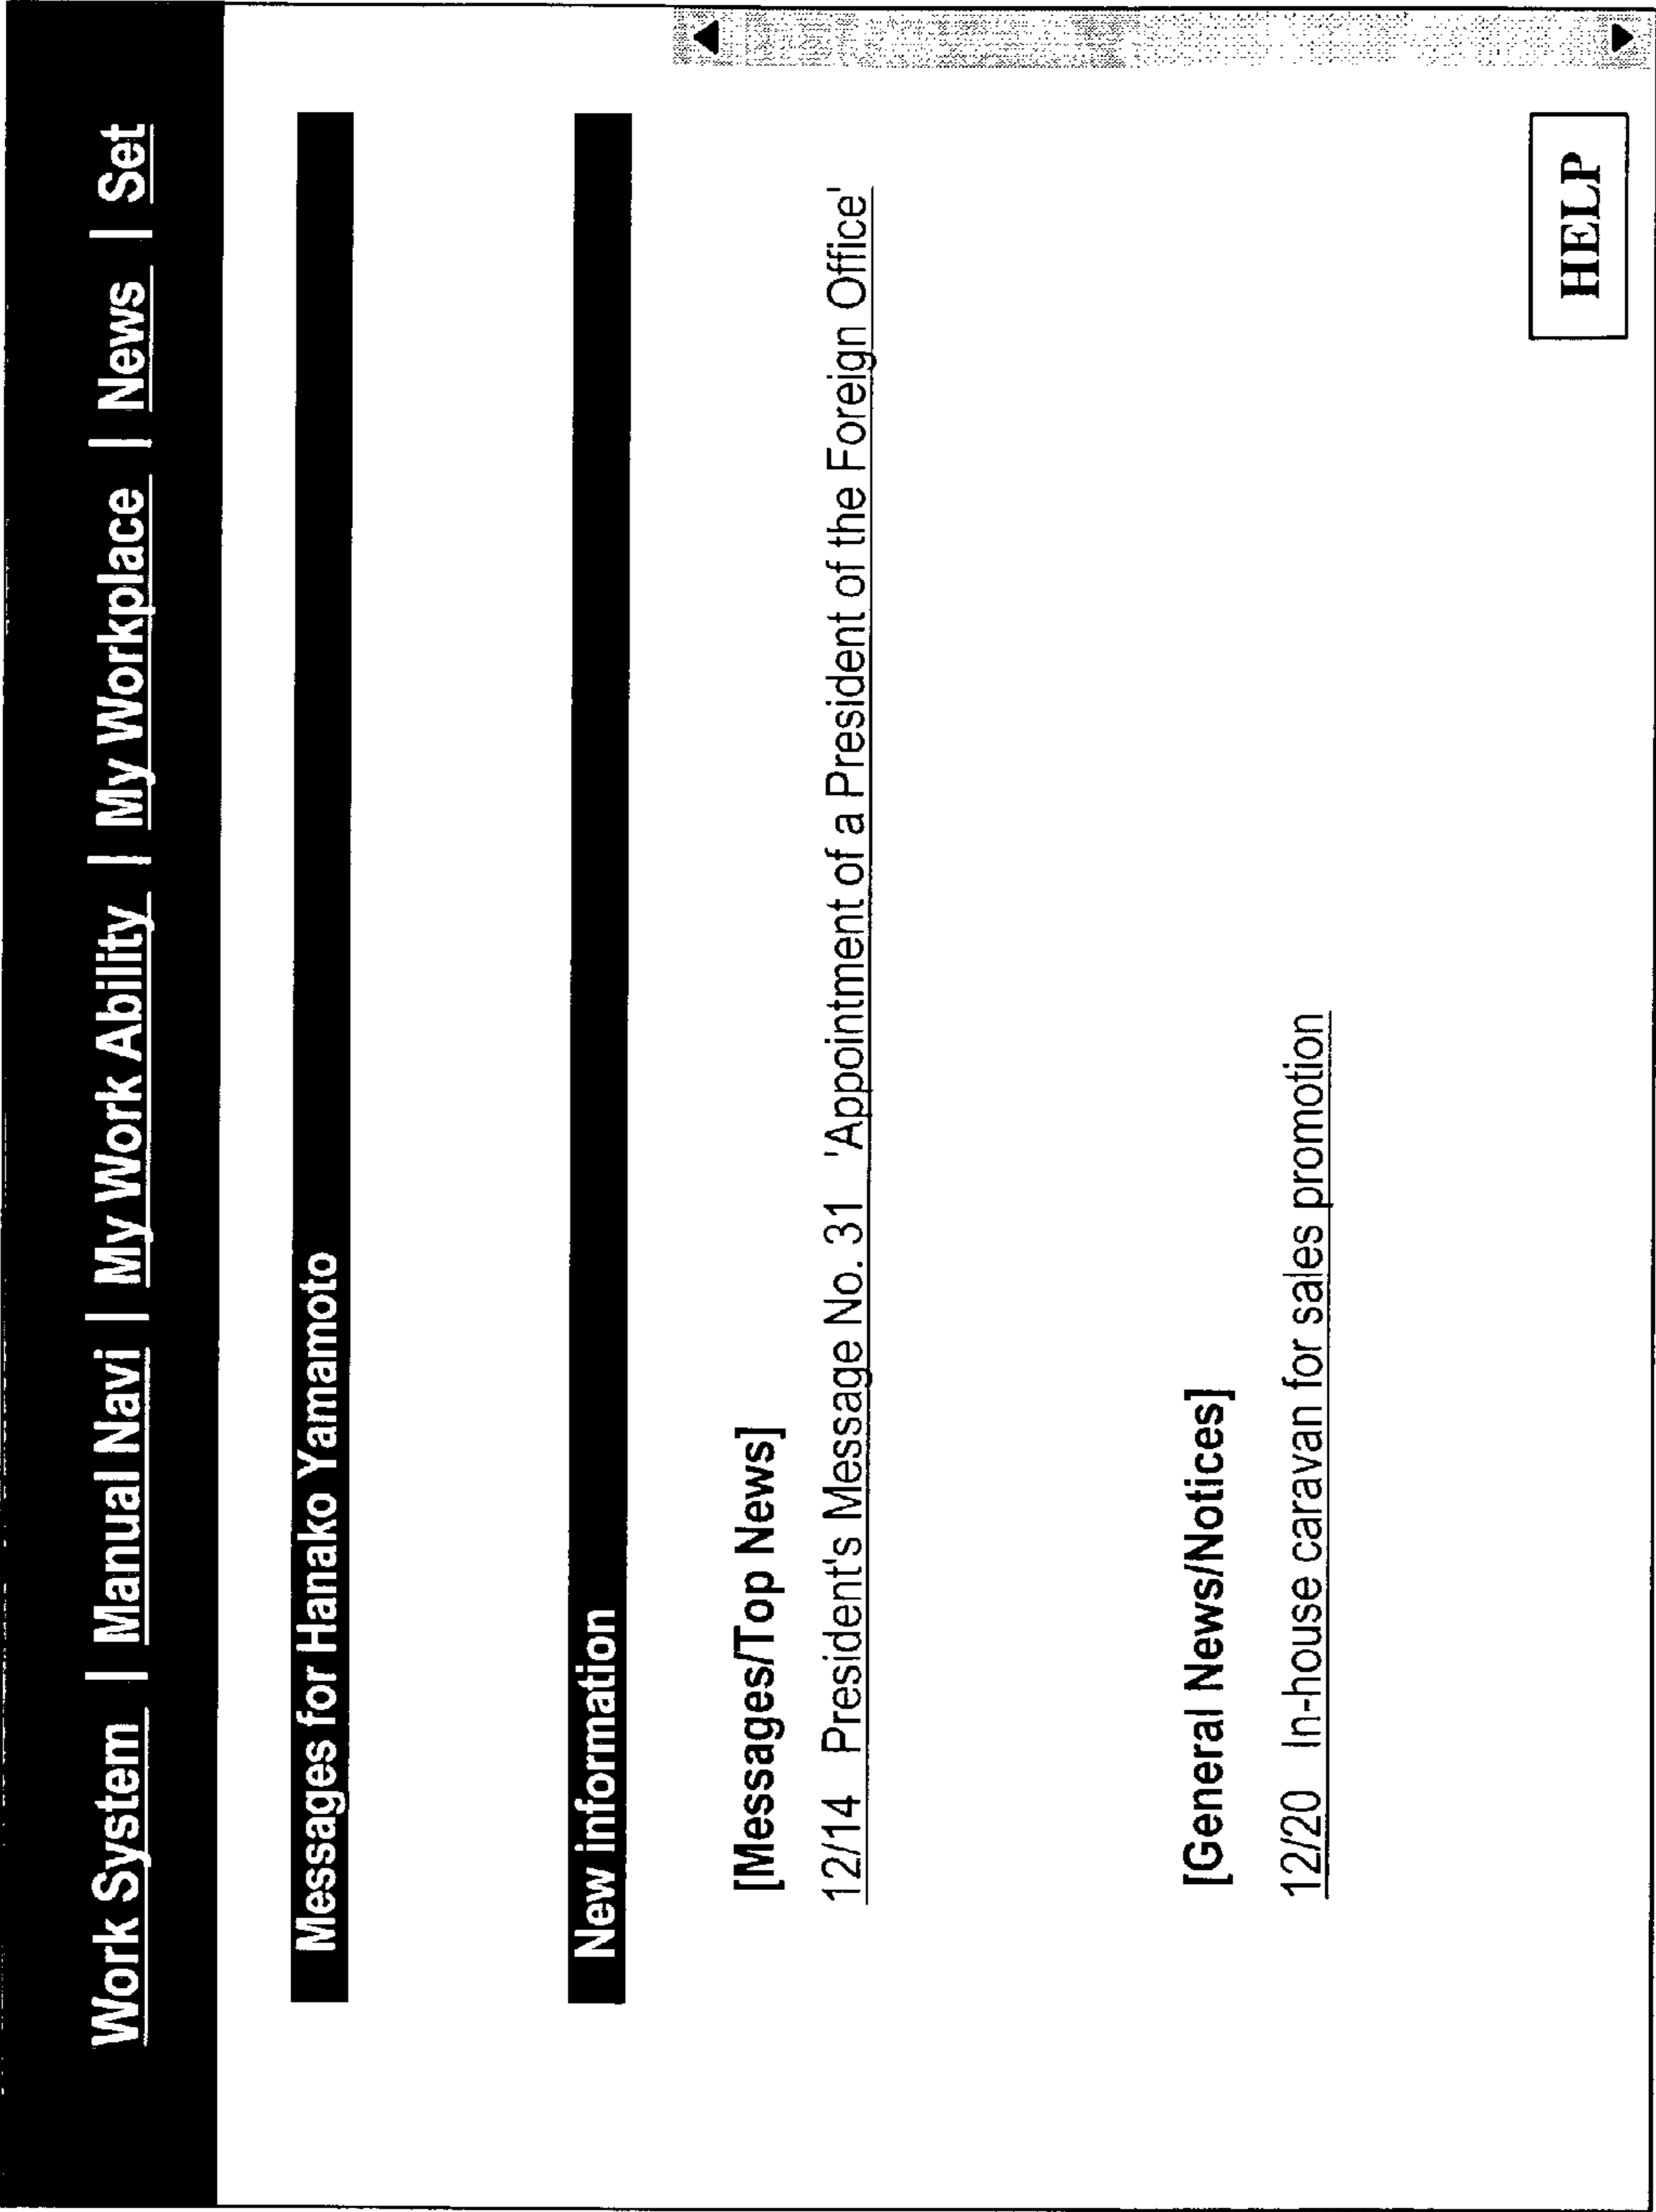 Work System | Manual Navi | My Work Ability | My Workplace | News | Set
Messages for Hanako Yamamoto
New information
[Messages/Top News]
12/14 President's Message No. 31 'Appointment of a President of the Foreign Office'
[General News/Notices]
12/20 In-house caravan for sales promotion
HELP